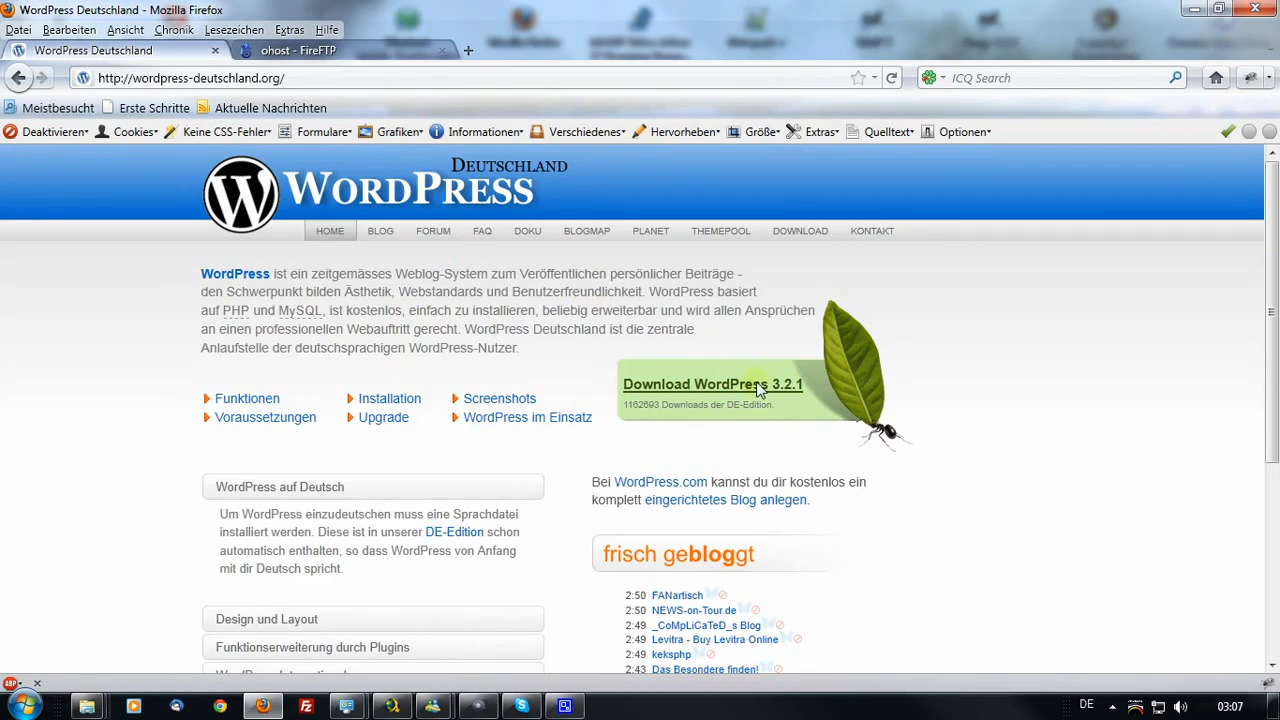 WordPress Deutschland - Mozilla Firefox
Datei Bearbeiten Ansicht Chronik Lesezeichen Extras Hilfe
WordPress Deutschland
ohost - FireFTP
http://wordpress-deutschland.org/
ICQ Search
Meistbesucht Erste Schritte Aktuelle Nachrichten
Deaktivieren Cookies Keine CSS-Fehler Formulare Grafiken Informationen Verschiedenes Hervorheben Größe Extras Quelltext Optionen
DEUTSCHLAND
WORDPRESS
HOME BLOG FORUM FAQ DOKU BLOGMAP PLANET THEMEPOOL DOWNLOAD KONTAKT
WordPress ist ein zeitgemässes Weblog-System zum Veröffentlichen persönlicher Beiträge -
den Schwerpunkt bilden Ästhetik, Webstandards und Benutzerfreundlichkeit. WordPress basiert
auf PHP und MySQL, ist kostenlos, einfach zu installieren, beliebig erweiterbar und wird allen Ansprüchen
an einen professionellen Webauftritt gerecht. WordPress Deutschland ist die zentrale
Anlaufstelle der deutschsprachigen WordPress-Nutzer.
Download WordPress 3.2.1
1162693 Downloads der DE-Edition.
Funktionen Installation Screenshots
Voraussetzungen Upgrade WordPress im Einsatz
WordPress auf Deutsch
Um WordPress einzudeutschen muss eine Sprachdatei
installiert werden. Diese ist in unserer DE-Edition schon
automatisch enthalten, so dass WordPress von Anfang
mit dir Deutsch spricht.
Design und Layout
Funktionserweiterung durch Plugins
Bei WordPress.com kannst du dir kostenlos ein
komplett eingerichtetes Blog anlegen.
frisch gebloggt
2:50 FANartisch
2:50 NEWS-on-Tour.de
2:49 _CoMpLiCaTeD_s Blog
2:49 Levitra - Buy Levitra Online
2:49 keksphp
2:43 Das Besondere finden!
ABP
DE
03:07